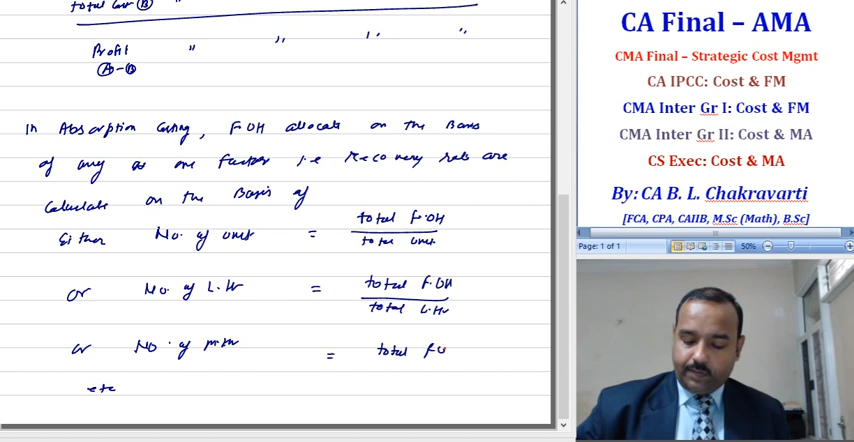 total Cost Ⓑ "
Profit " " " "
Ⓐ-Ⓑ
In Absorption Costing, FOH allocate on the Basis
of any as one factor i.e Recovery rate are
Calculate on the Basis of
Either No. of unit = total F.OH / total unit
or No. of L.Hr = total F.OH / total L.Hr
or No. of M.Hr = total FO
etc
CA Final – AMA
CMA Final – Strategic Cost Mgmt
CA IPCC: Cost & FM
CMA Inter Gr I: Cost & FM
CMA Inter Gr II: Cost & MA
CS Exec: Cost & MA
By: CA B. L. Chakravarti
[FCA, CPA, CAIIB, M.Sc (Math), B.Sc]
Page: 1 of 1 50%